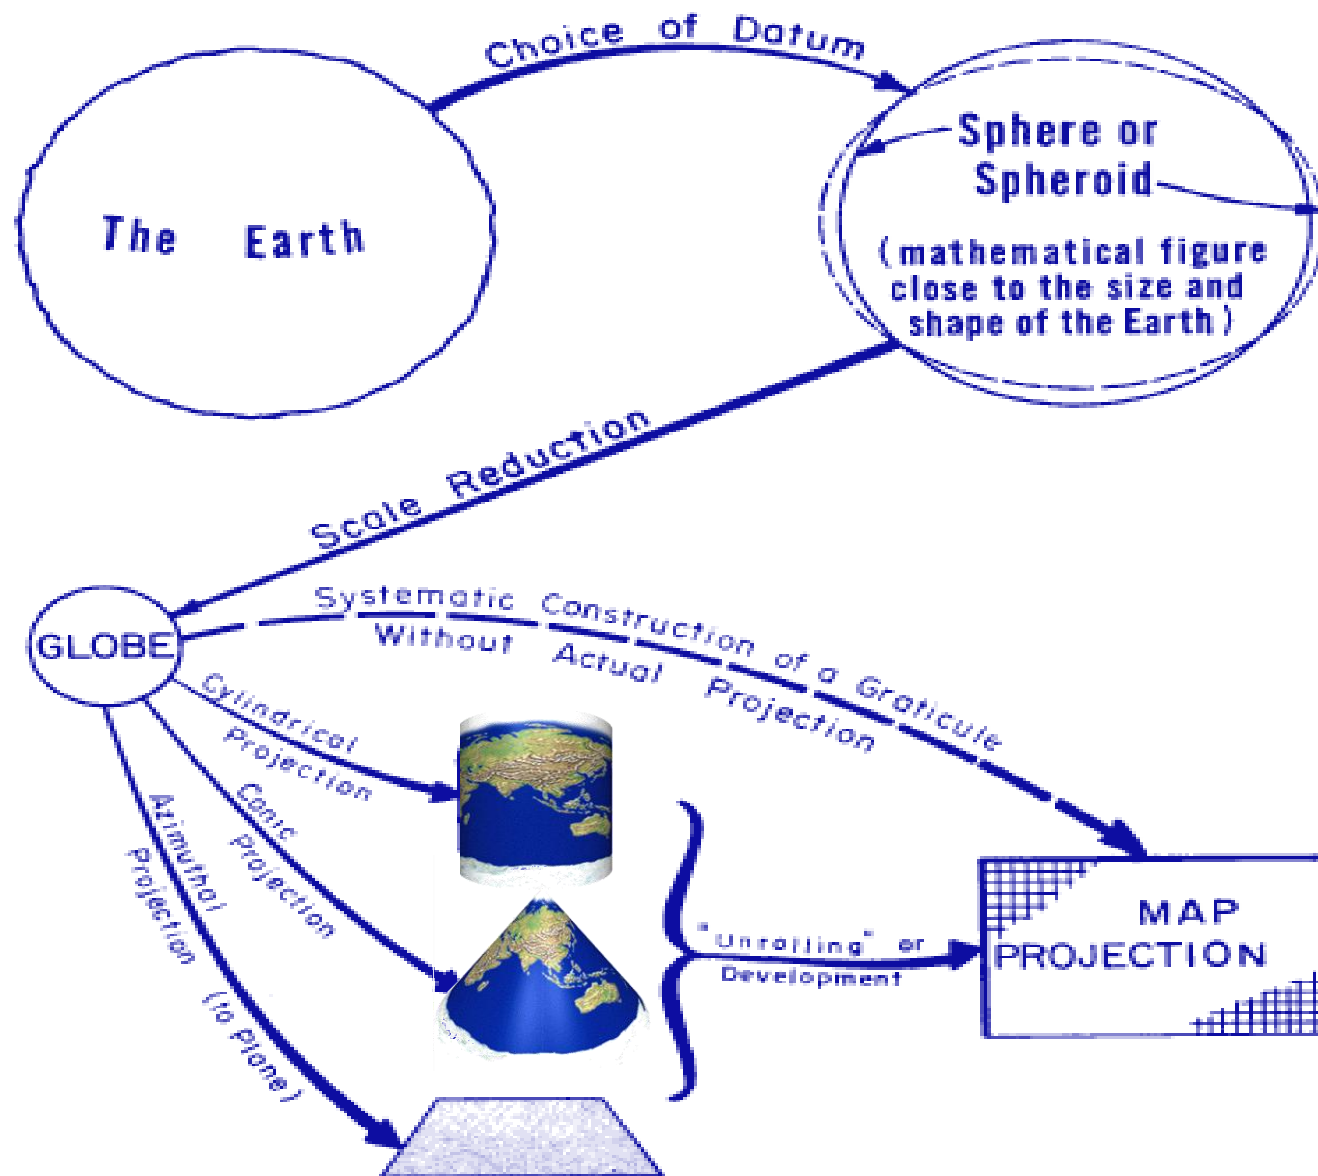 Choice of Datum
The Earth
Sphere or
Spheroid
(mathematical figure
close to the size and
shape of the Earth)
Scale Reduction
GLOBE
Systematic Construction of a Graticule
Without Actual Projection
Cylindrical
Projection
Conic
Projection
Azimuthal
Projection
(to Plane)
"Unrolling" or
Development
MAP
PROJECTION